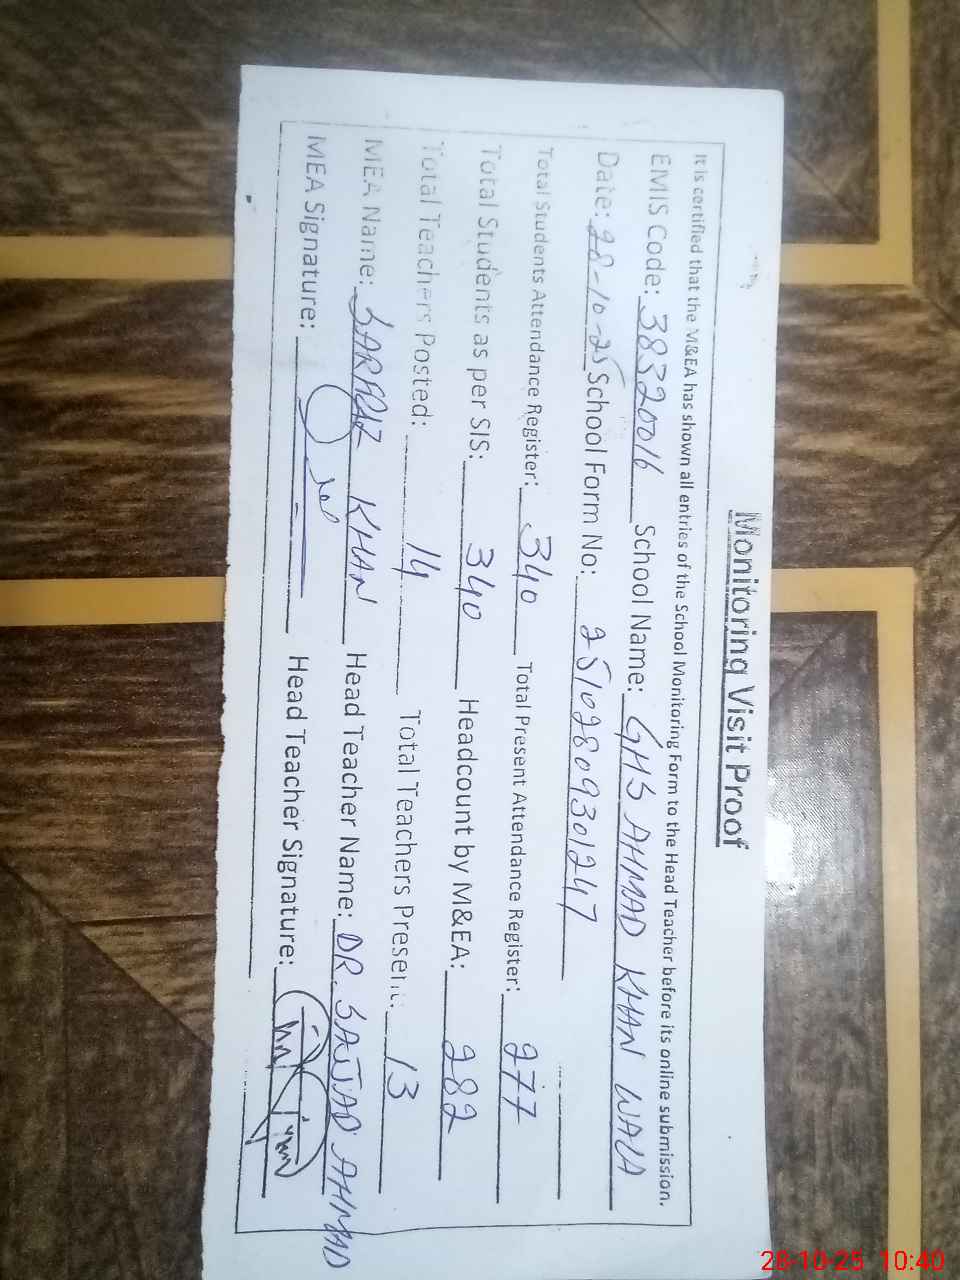 Monitoring Visit Proof
It is certified that the M&EA has shown all entries of the School Monitoring Form to the Head Teacher before its online submission.
EMIS Code: 38320016 School Name: GHS AHMAD KHAN WALA
Date: 28-10-25 School Form No: 25102809301247
Total Students Attendance Register: 340 Total Present Attendance Register: 277
Total Students as per SIS: 340 Headcount by M&EA: 282
Total Teachers Posted: 14 Total Teachers Present: 13
MEA Name: SARFRAZ KHAN Head Teacher Name: DR. SAJJAD AHMAD
MEA Signature: Head Teacher Signature:
28-10-25 10:40